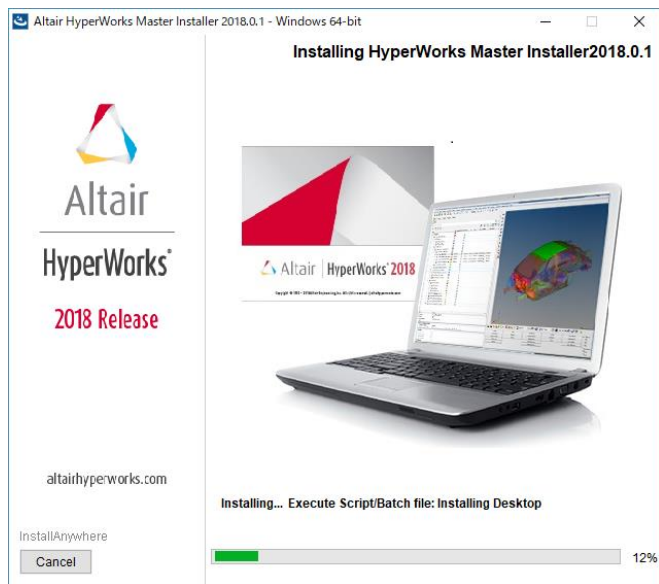 Altair HyperWorks Master Installer 2018.0.1 - Windows 64-bit
Installing HyperWorks Master Installer2018.0.1
Altair
HyperWorks®
2018 Release
Altair | HyperWorks® 2018
altairhyperworks.com
Installing... Execute Script/Batch file: Installing Desktop
InstallAnywhere
Cancel
12%